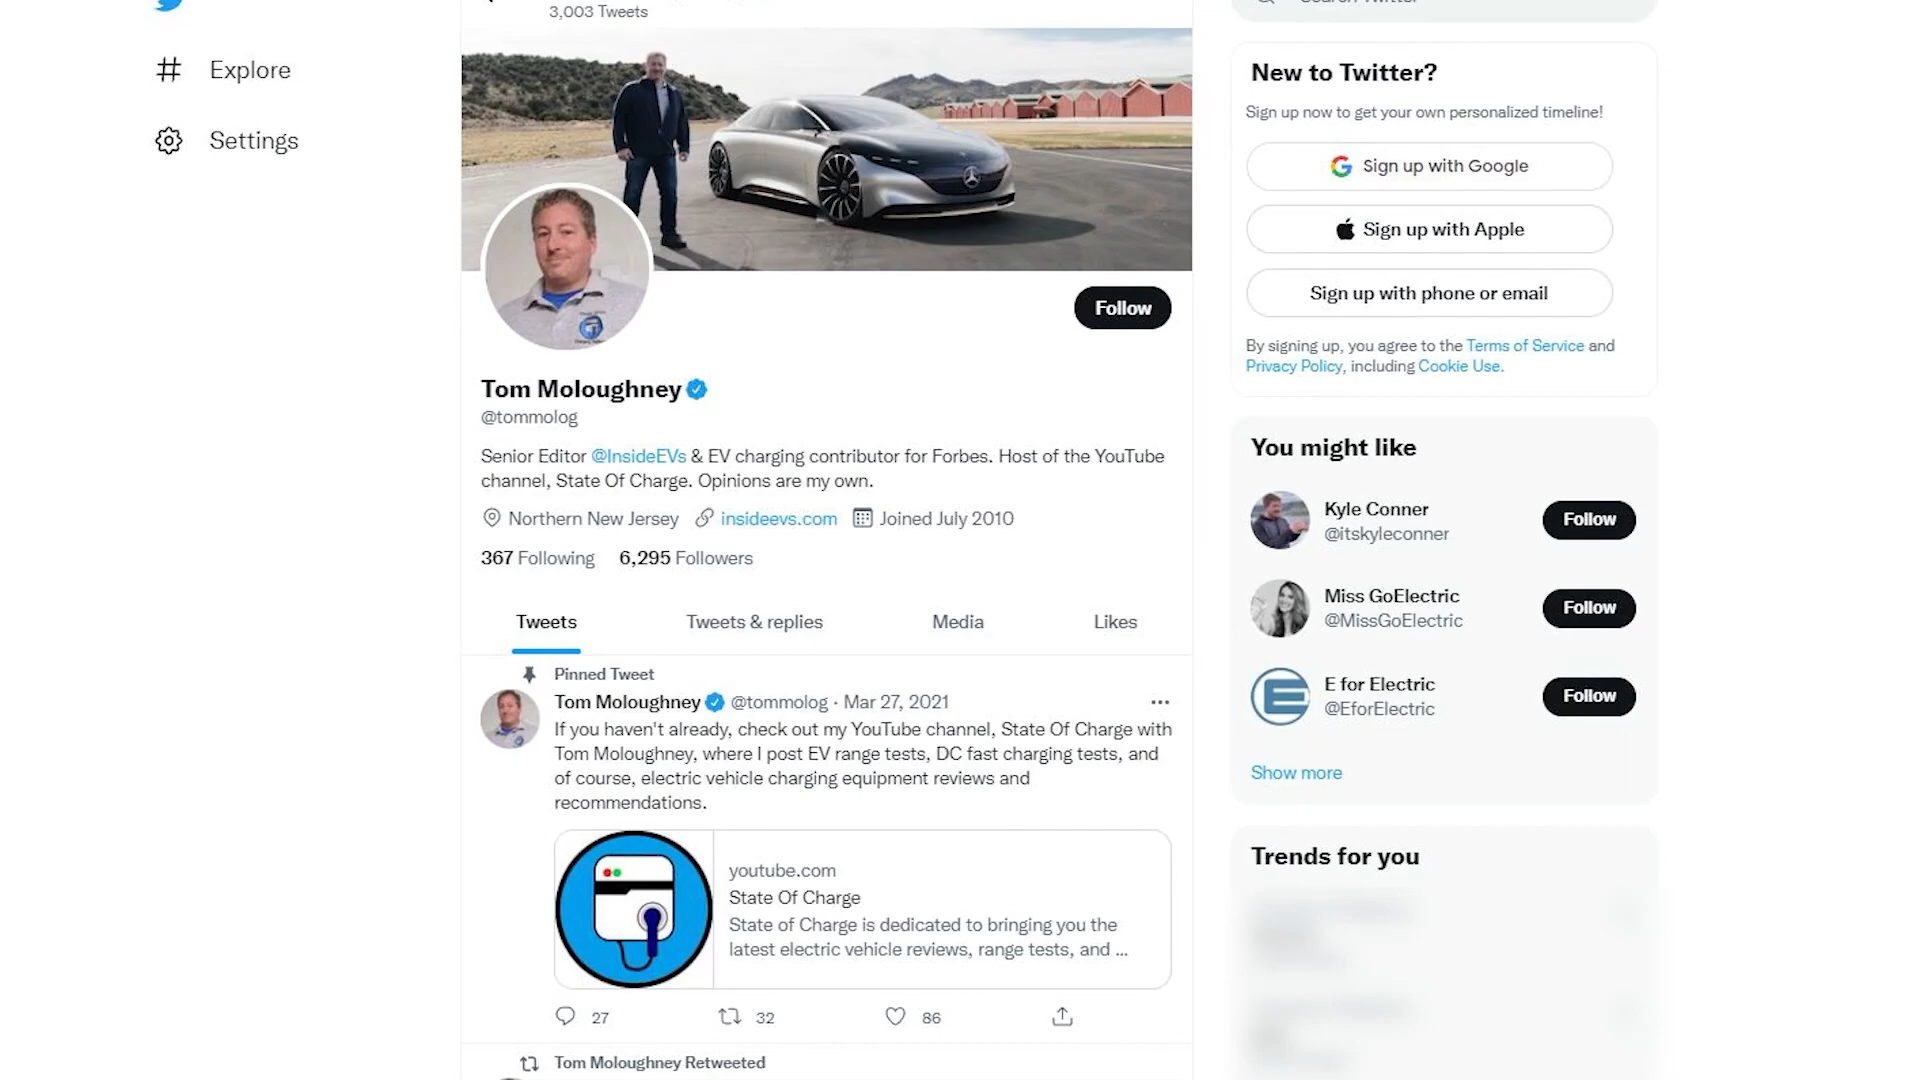 3,003 Tweets
Explore
Settings
Follow
Tom Moloughney
@tommolog
Senior Editor @InsideEVs & EV charging contributor for Forbes. Host of the YouTube
channel, State Of Charge. Opinions are my own.
Northern New Jersey insideevs.com Joined July 2010
367 Following 6,295 Followers
Tweets Tweets & replies Media Likes
Pinned Tweet
Tom Moloughney @tommolog · Mar 27, 2021
If you haven't already, check out my YouTube channel, State Of Charge with
Tom Moloughney, where I post EV range tests, DC fast charging tests, and
of course, electric vehicle charging equipment reviews and
recommendations.
youtube.com
State Of Charge
State of Charge is dedicated to bringing you the
latest electric vehicle reviews, range tests, and ...
27 32 86
Tom Moloughney Retweeted
Search Twitter
New to Twitter?
Sign up now to get your own personalized timeline!
Sign up with Google
Sign up with Apple
Sign up with phone or email
By signing up, you agree to the Terms of Service and
Privacy Policy, including Cookie Use.
You might like
Kyle Conner
@itskyleconner
Follow
Miss GoElectric
@MissGoElectric
Follow
E for Electric
@EforElectric
Follow
Show more
Trends for you